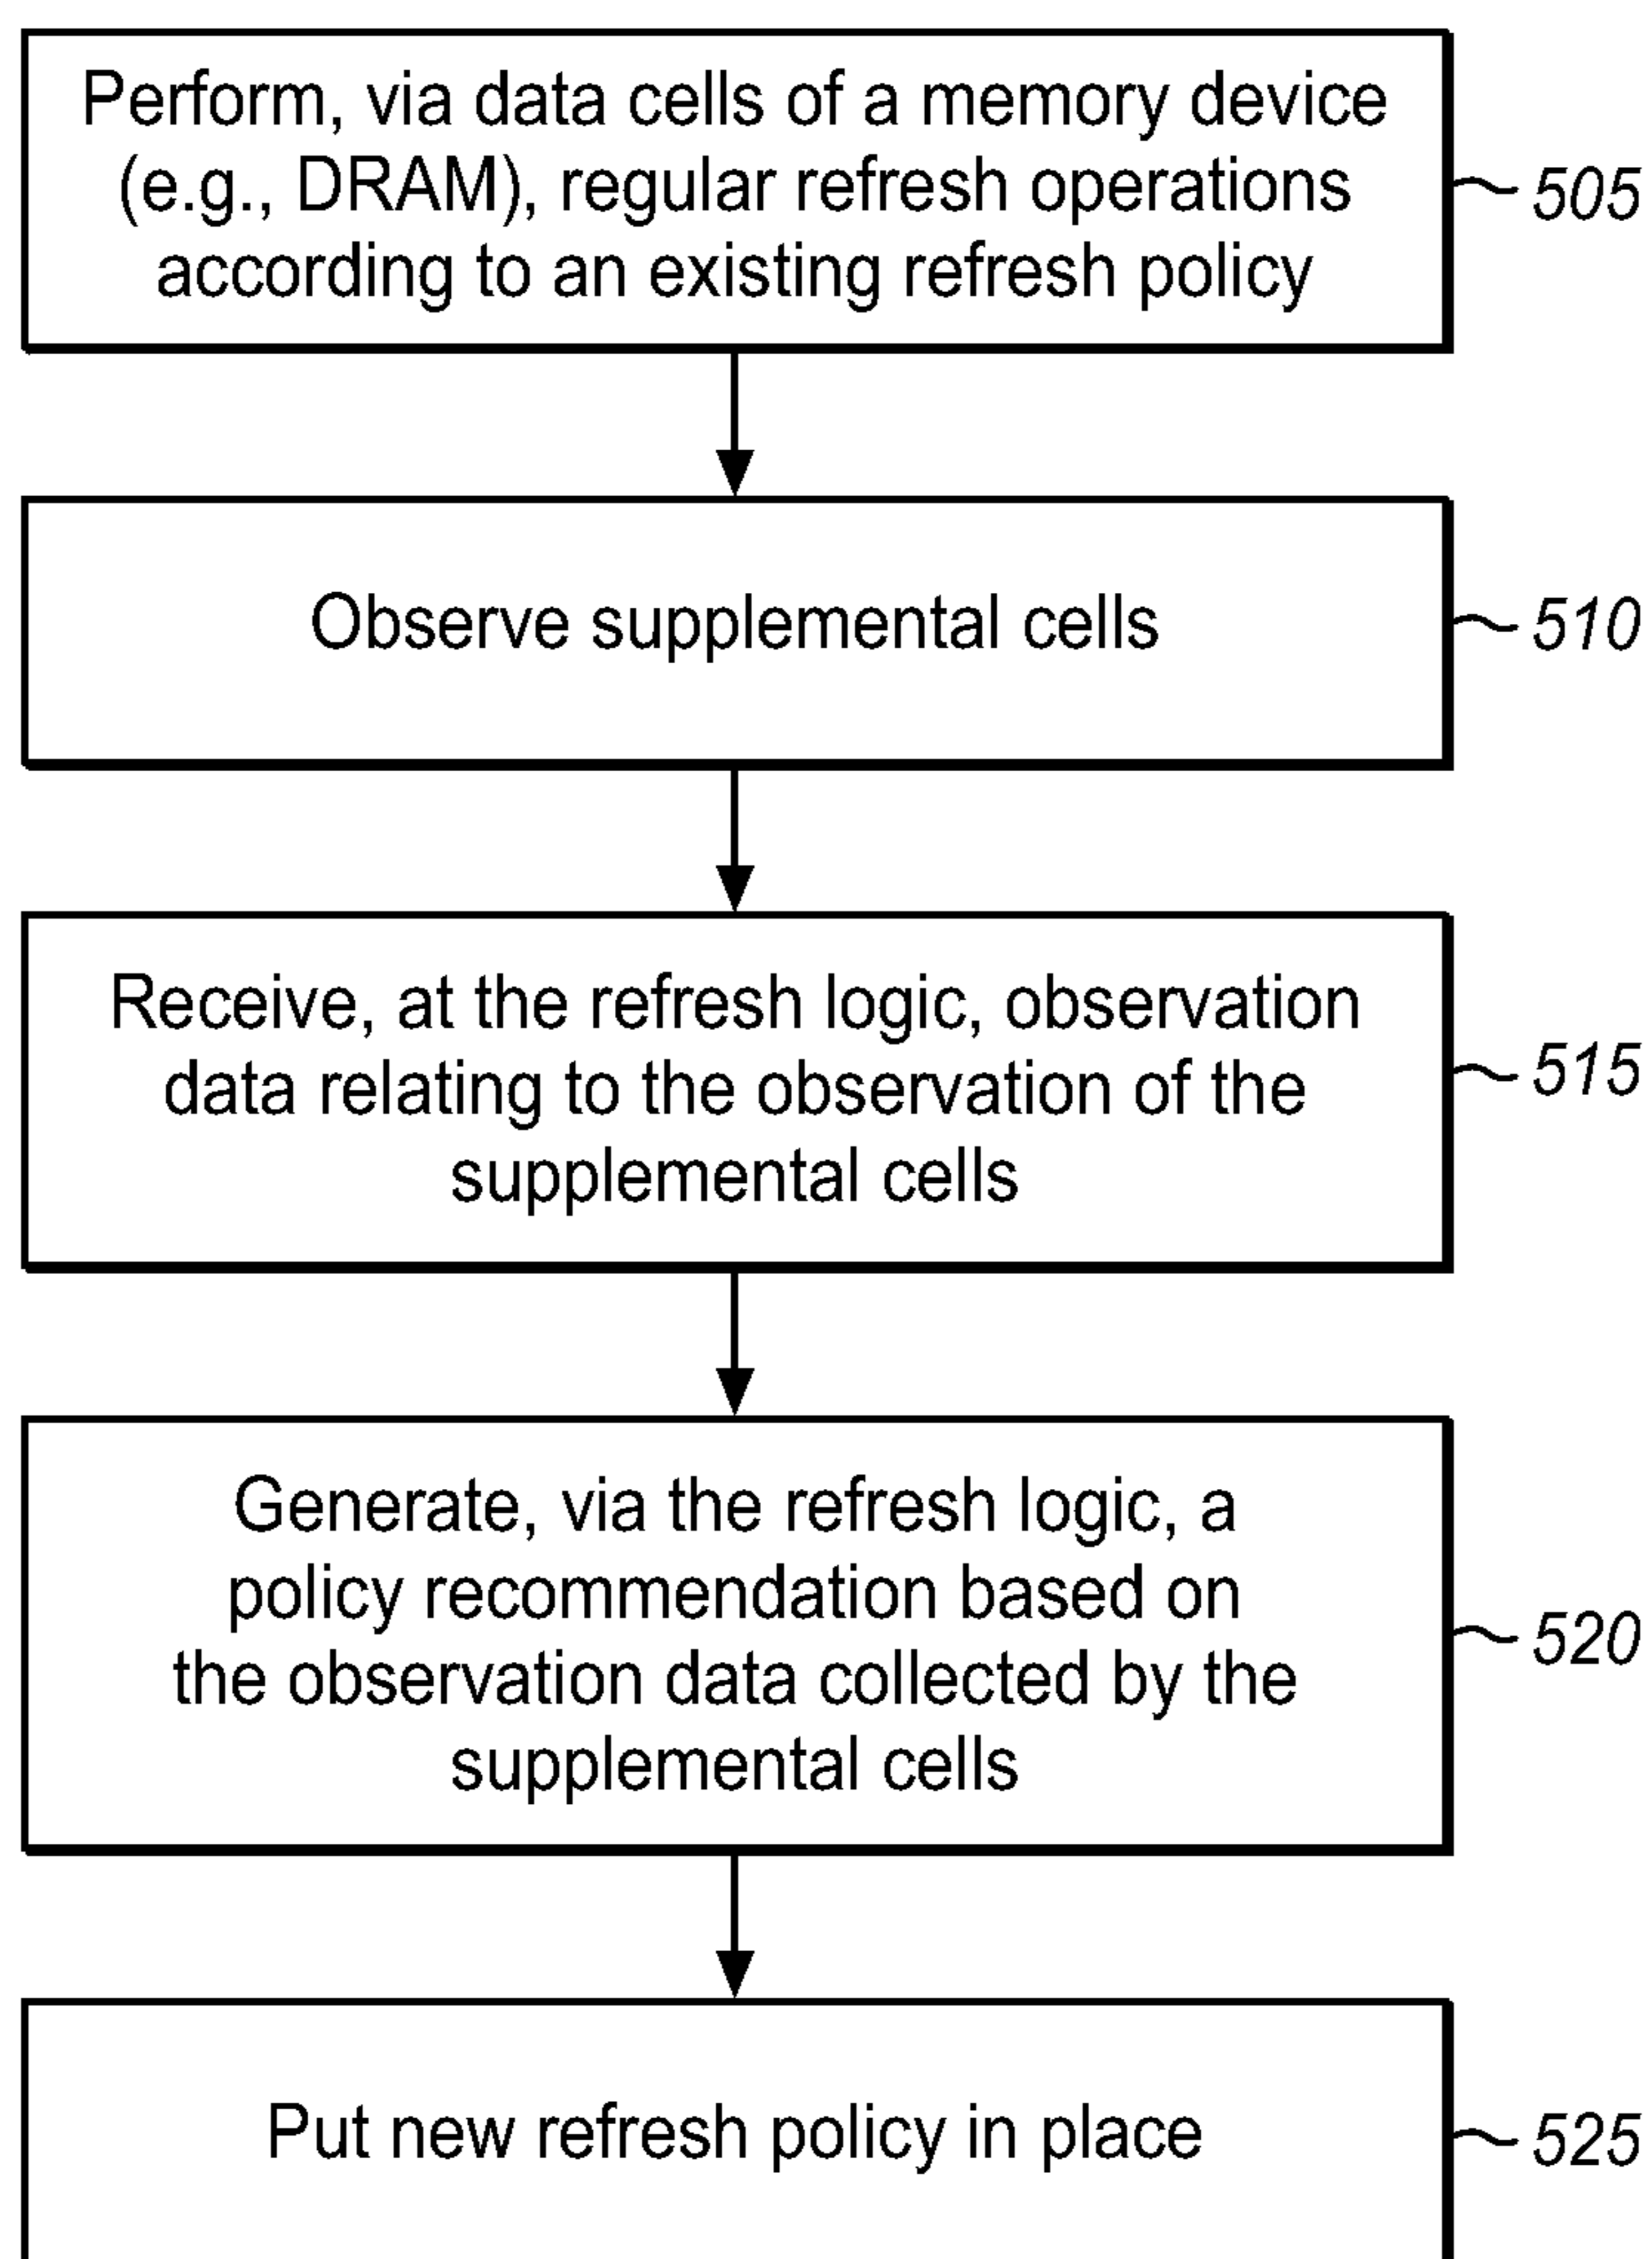 Perform, via data cells of a memory device
(e.g., DRAM), regular refresh operations
according to an existing refresh policy
505
Observe supplemental cells
510
Receive, at the refresh logic, observation
data relating to the observation of the
supplemental cells
515
Generate, via the refresh logic, a
policy recommendation based on
the observation data collected by the
supplemental cells
520
Put new refresh policy in place
525